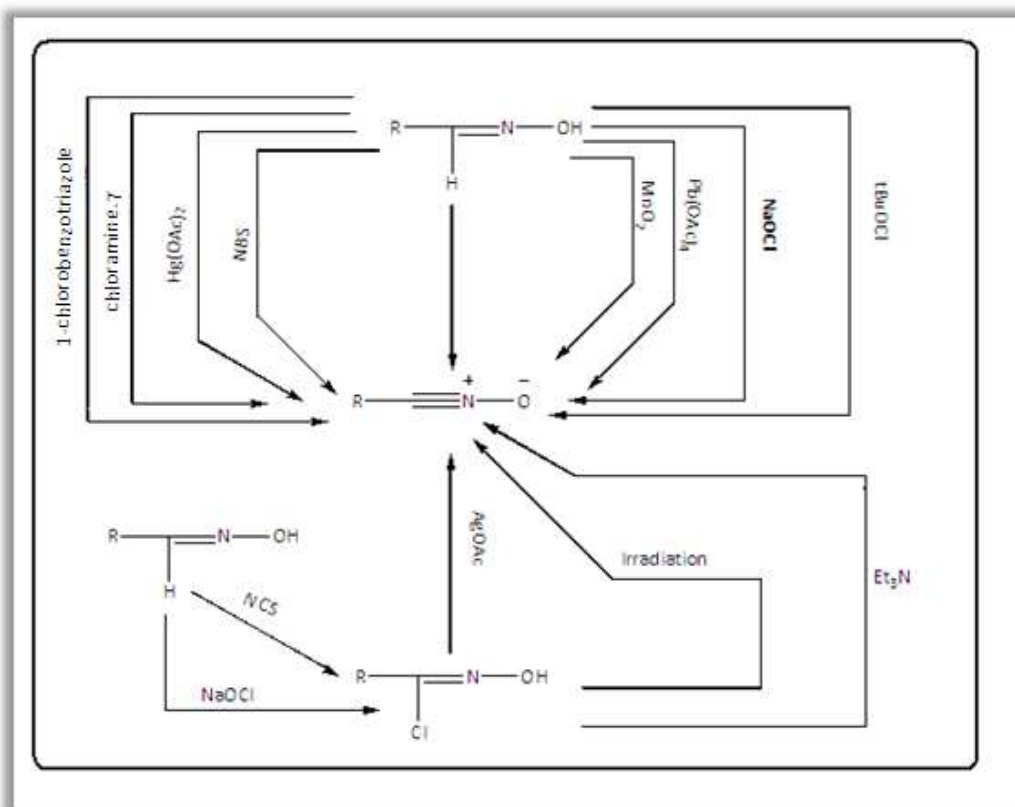 R
N
OH
H
1-chlorobenzotriazole
chloramine.T
Hg(OAc)2
NBS
MnO2
Pb(OAc)4
NaOCl
tBuOCl
R
N
+
O
−
R
N
OH
H
NCS
NaOCl
AgOAc
Irradiation
Et3N
R
N
OH
Cl